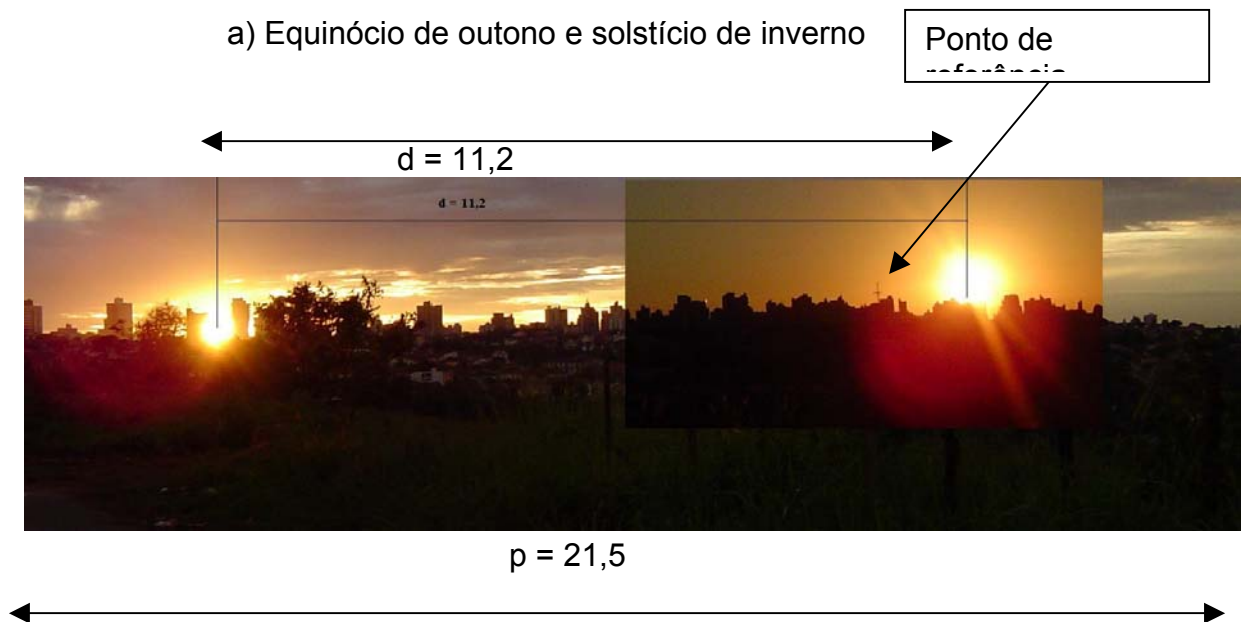 a) Equinócio de outono e solstício de inverno
Ponto de
d = 11,2
d = 11,2
p = 21,5